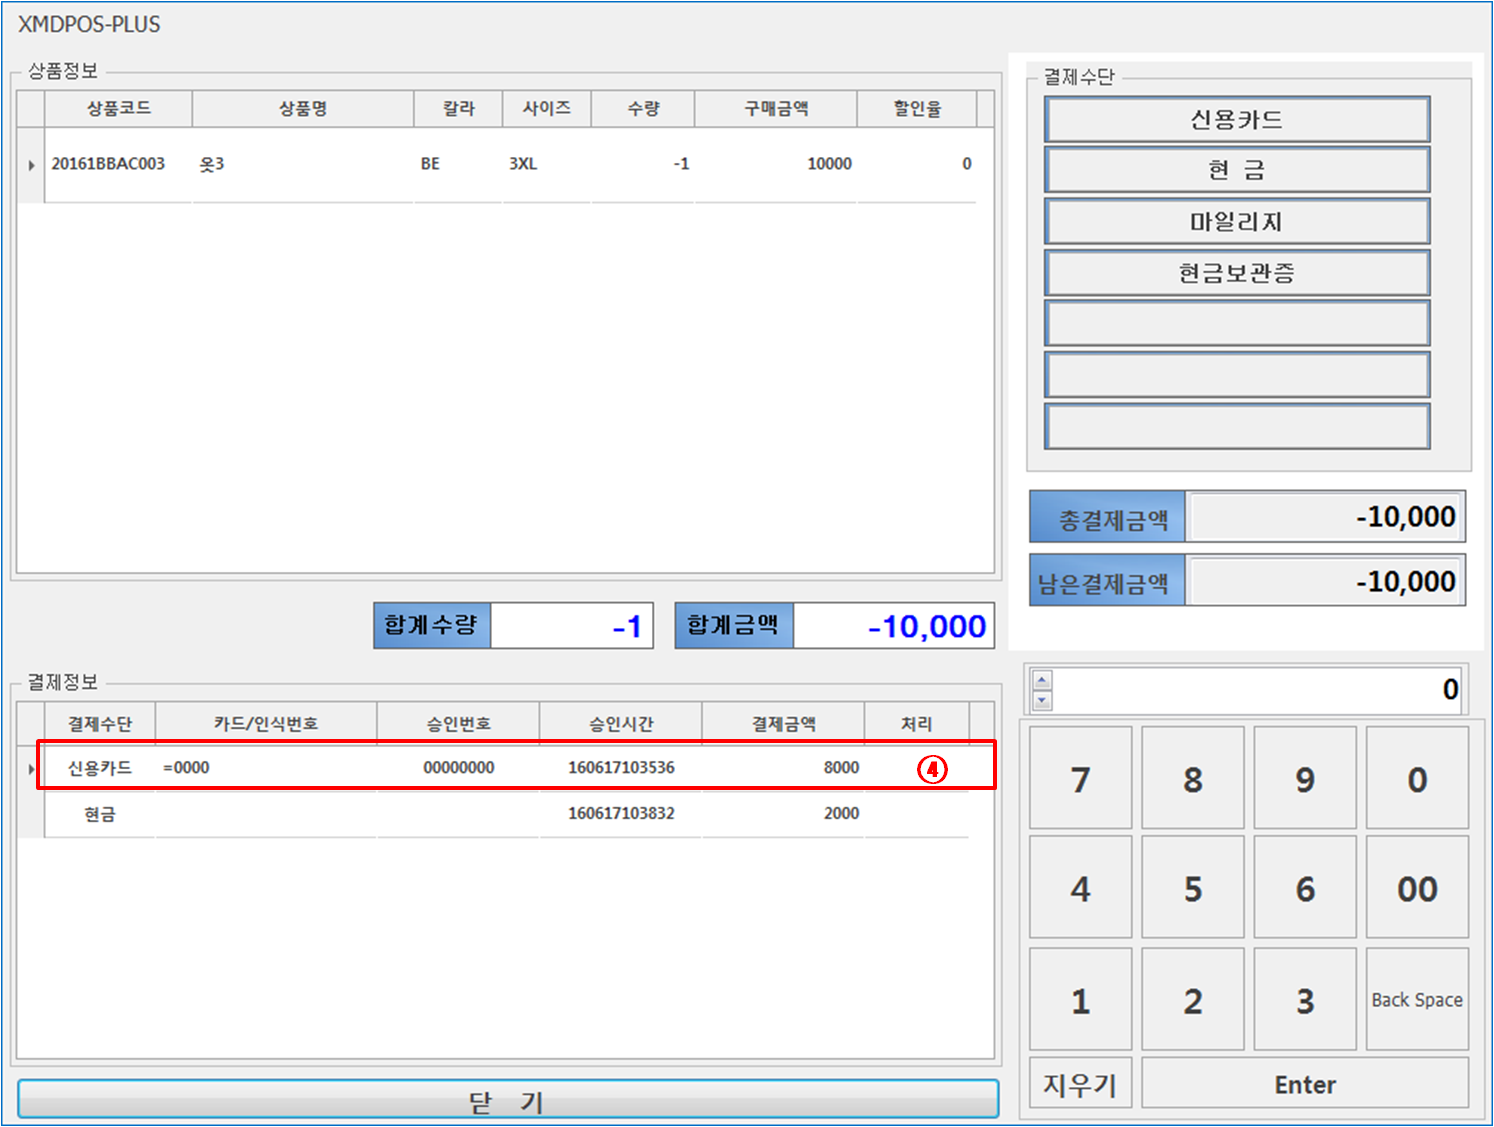 XMDPOS-PLUS
상품정보
상품코드 상품명 칼라 사이즈 수량 구매금액 할인율
20161BBAC003 옷3 BE 3XL -1 10000 0
합계수량 -1 합계금액 -10,000
결제정보
결제수단 카드/인식번호 승인번호 승인시간 결제금액 처리
신용카드 =0000 00000000 160617103536 8000 ④
현금 160617103832 2000
닫 기
결제수단
신용카드
현 금
마일리지
현금보관증
총결제금액 -10,000
남은결제금액 -10,000
0
7 8 9 0
4 5 6 00
1 2 3 Back Space
지우기 Enter